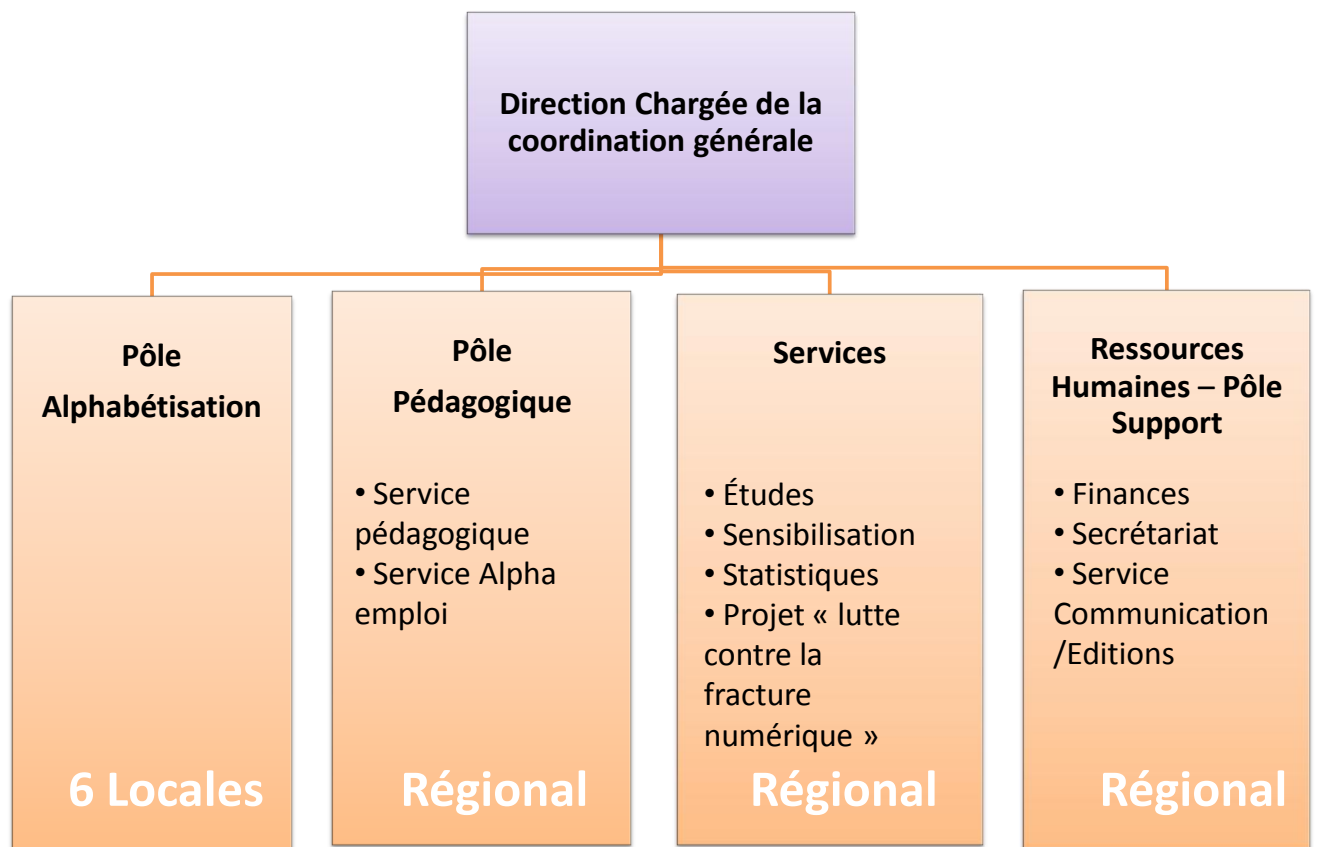 Direction Chargée de la
coordination générale
Pôle
Alphabétisation
6 Locales
Pôle
Pédagogique
• Service
pédagogique
• Service Alpha
emploi
Régional
Services
• Études
• Sensibilisation
• Statistiques
• Projet « lutte
contre la
fracture
numérique »
Régional
Ressources
Humaines – Pôle
Support
• Finances
• Secrétariat
• Service
Communication
/Editions
Régional